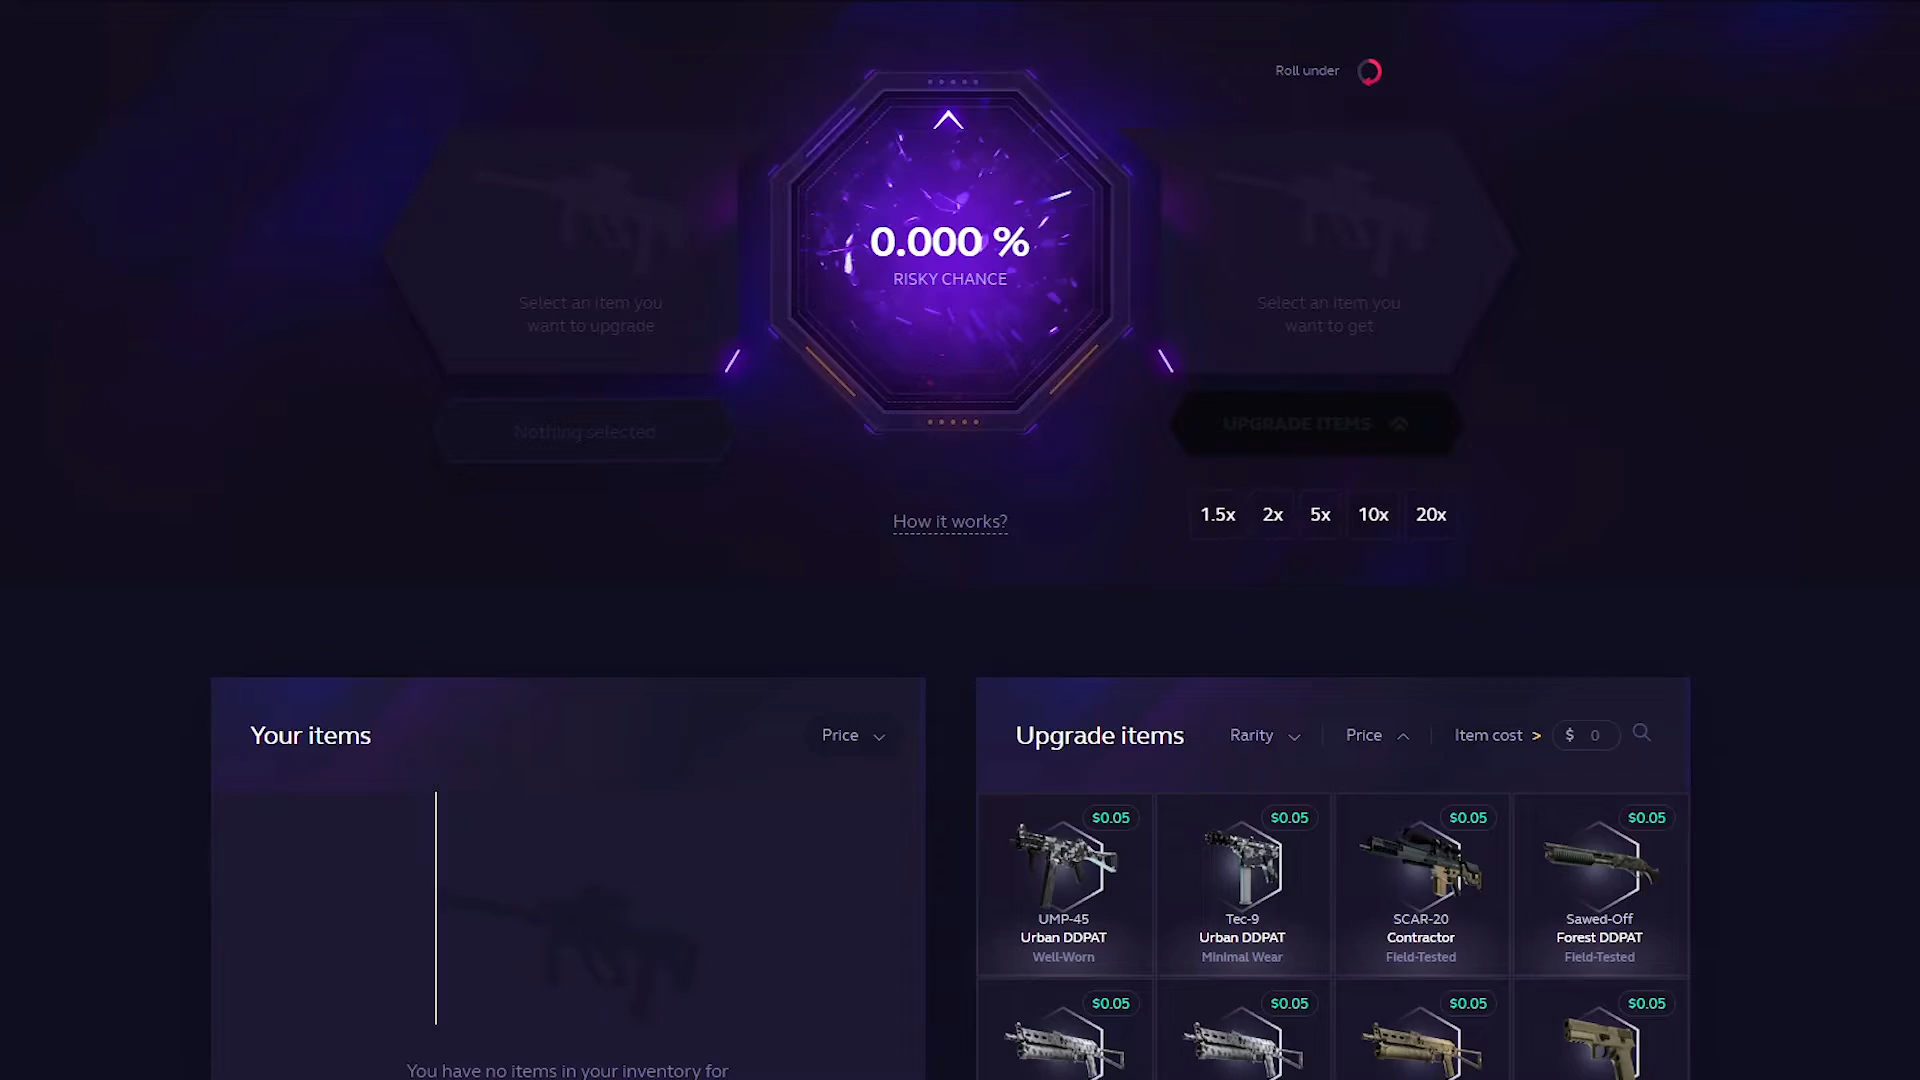 Roll under
0.000 %
RISKY CHANCE
Select an item you
want to upgrade
Select an item you
want to get
Nothing selected
UPGRADE ITEMS
How it works?
1.5x 2x 5x 10x 20x
Your items
Price
Upgrade items
Rarity
Price
Item cost > $ 0
$0.05
UMP-45
Urban DDPAT
Well-Worn
$0.05
Tec-9
Urban DDPAT
Minimal Wear
$0.05
SCAR-20
Contractor
Field-Tested
$0.05
Sawed-Off
Forest DDPAT
Field-Tested
$0.05
$0.05
$0.05
$0.05
You have no items in your inventory for